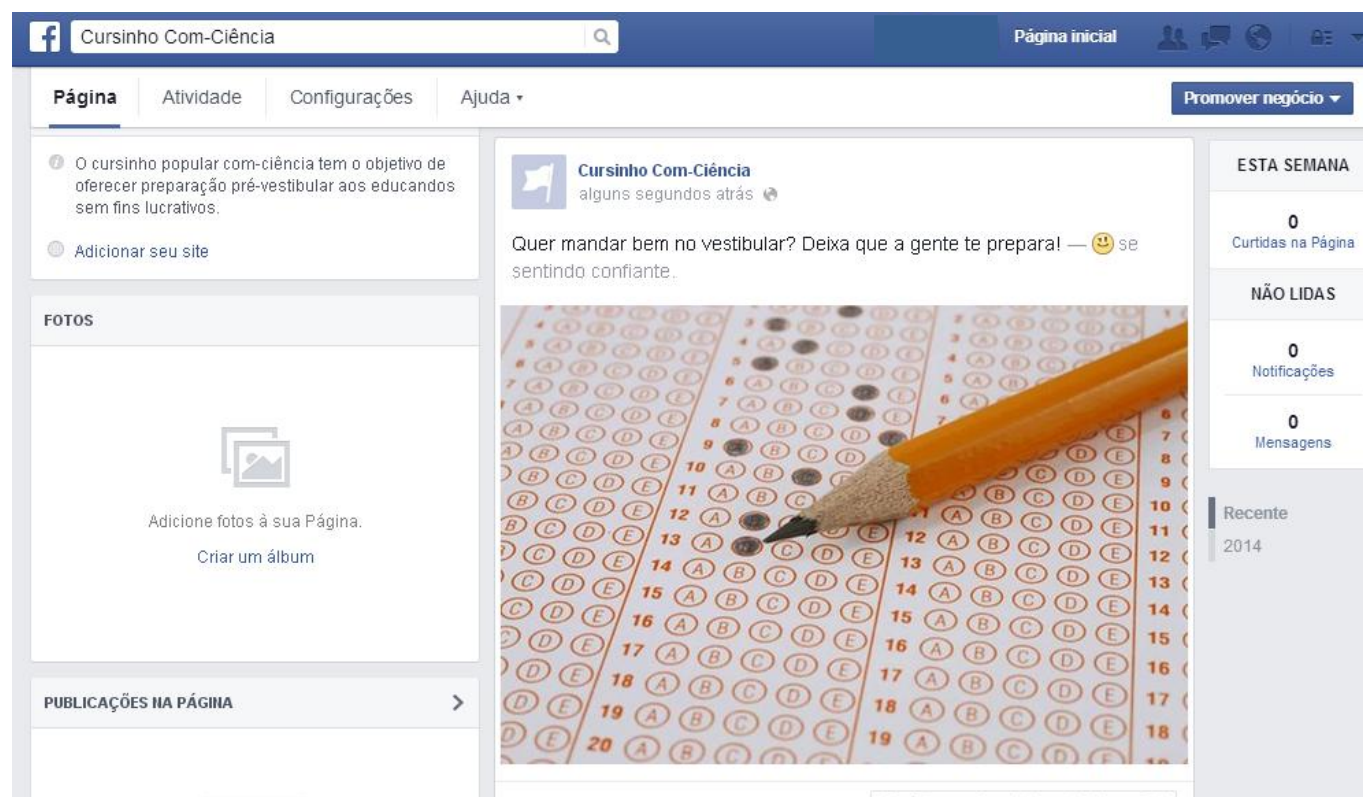 Cursinho Com-Ciência
Página inicial
Página
Atividade
Configurações
Ajuda
Promover negócio
O cursinho popular com-ciência tem o objetivo de
oferecer preparação pré-vestibular aos educandos
sem fins lucrativos.
Adicionar seu site
FOTOS
Adicione fotos à sua Página.
Criar um álbum
PUBLICAÇÕES NA PÁGINA
Cursinho Com-Ciência
alguns segundos atrás
Quer mandar bem no vestibular? Deixa que a gente te prepara! — se
sentindo confiante.
ESTA SEMANA
0
Curtidas na Página
NÃO LIDAS
0
Notificações
0
Mensagens
Recente
2014